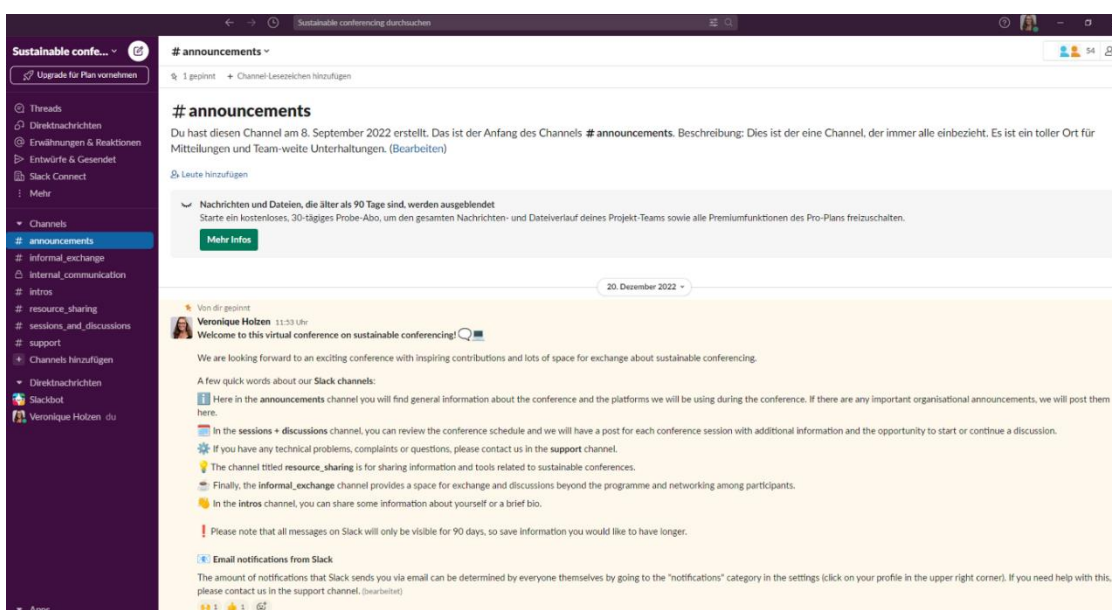 Sustainable conferencing durchsuchen
Sustainable confe...
Upgrade für Plan vornehmen
Threads
Direktnachrichten
Erwähnungen & Reaktionen
Entwürfe & Gesendet
Slack Connect
Mehr
Channels
# announcements
# informal_exchange
internal_communication
# intros
# resource_sharing
# sessions_and_discussions
# support
+ Channels hinzufügen
Direktnachrichten
Slackbot
Veronique Holzen du
Apps
# announcements
54
1 gepinnt + Channel-Lesezeichen hinzufügen
# announcements
Du hast diesen Channel am 8. September 2022 erstellt. Das ist der Anfang des Channels # announcements. Beschreibung: Dies ist der eine Channel, der immer alle einbezieht. Es ist ein toller Ort für
Mitteilungen und Team-weite Unterhaltungen. (Bearbeiten)
Leute hinzufügen
Nachrichten und Dateien, die älter als 90 Tage sind, werden ausgeblendet
Starte ein kostenloses, 30-tägiges Probe-Abo, um den gesamten Nachrichten- und Dateiverlauf deines Projekt-Teams sowie alle Premiumfunktionen des Pro-Plans freizuschalten.
Mehr Infos
20. Dezember 2022
Von dir gepinnt
Veronique Holzen 11:53 Uhr
Welcome to this virtual conference on sustainable conferencing!
We are looking forward to an exciting conference with inspiring contributions and lots of space for exchange about sustainable conferencing.
A few quick words about our Slack channels:
Here in the announcements channel you will find general information about the conference and the platforms we will be using during the conference. If there are any important organisational announcements, we will post them
here.
In the sessions + discussions channel, you can review the conference schedule and we will have a post for each conference session with additional information and the opportunity to start or continue a discussion.
If you have any technical problems, complaints or questions, please contact us in the support channel.
The channel titled resource_sharing is for sharing information and tools related to sustainable conferences.
Finally, the informal_exchange channel provides a space for exchange and discussions beyond the programme and networking among participants.
In the intros channel, you can share some information about yourself or a brief bio.
Please note that all messages on Slack will only be visible for 90 days, so save information you would like to have longer.
Email notifications from Slack
The amount of notifications that Slack sends you via email can be determined by everyone themselves by going to the "notifications" category in the settings (click on your profile in the upper right corner). If you need help with this,
please contact us in the support channel. (bearbeitet)
1 1